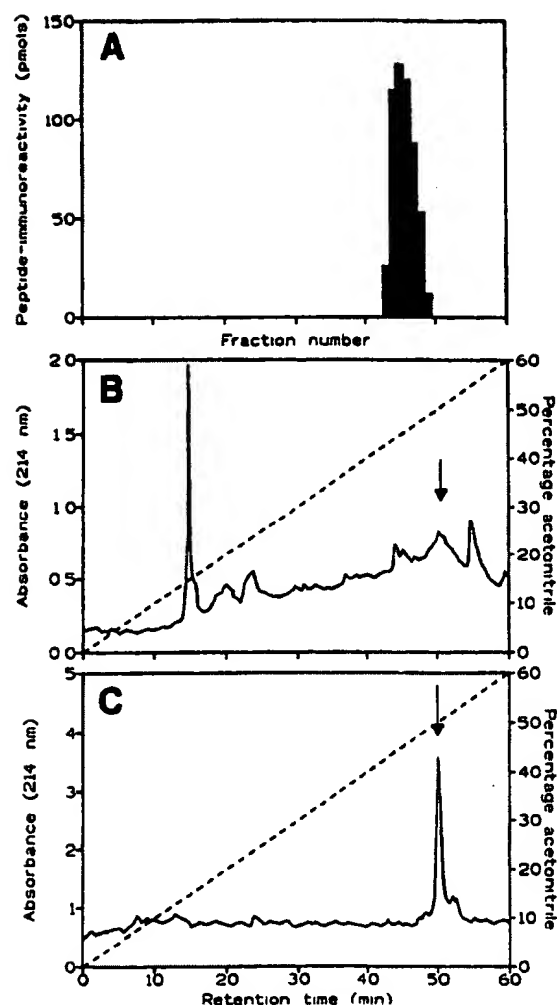 A
Peptide-immunoreactivity (pmols)
150
100
50
0
Fraction number
B
Absorbance (214 nm)
2 0
1 5
1 0
0 5
0 0
Percentage acetonitrile
60
50
40
30
20
10
0
C
Absorbance (214 nm)
5
4
3
2
1
0
Percentage acetonitrile
60
50
40
30
20
10
0
0 10 20 30 40 50 60
Retention time (min)